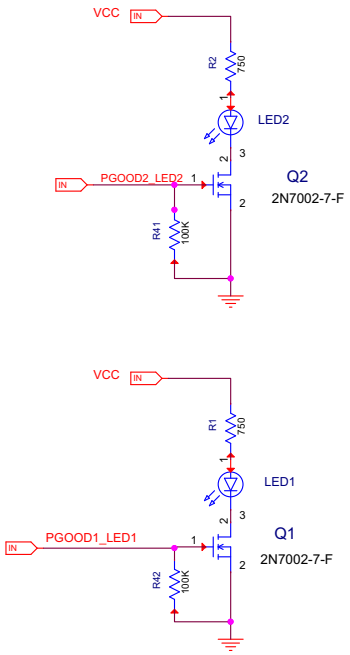 VCC IN
R2
750
1
LED2
2 3
IN PGOOD2_LED2 1
Q2
2N7002-7-F
2
R41
100K
VCC IN
R1
750
1
LED1
2 3
IN PGOOD1_LED1 1
Q1
2N7002-7-F
2
R42
100K